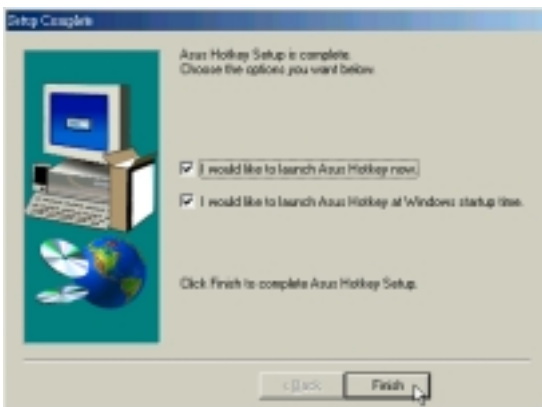 Setup Complete
Asus Hotkey Setup is complete.
Choose the options you want below.
I would like to launch Asus Hotkey now.
I would like to launch Asus Hotkey at Windows startup time.
Click Finish to complete Asus Hotkey Setup.
< Back
Finish